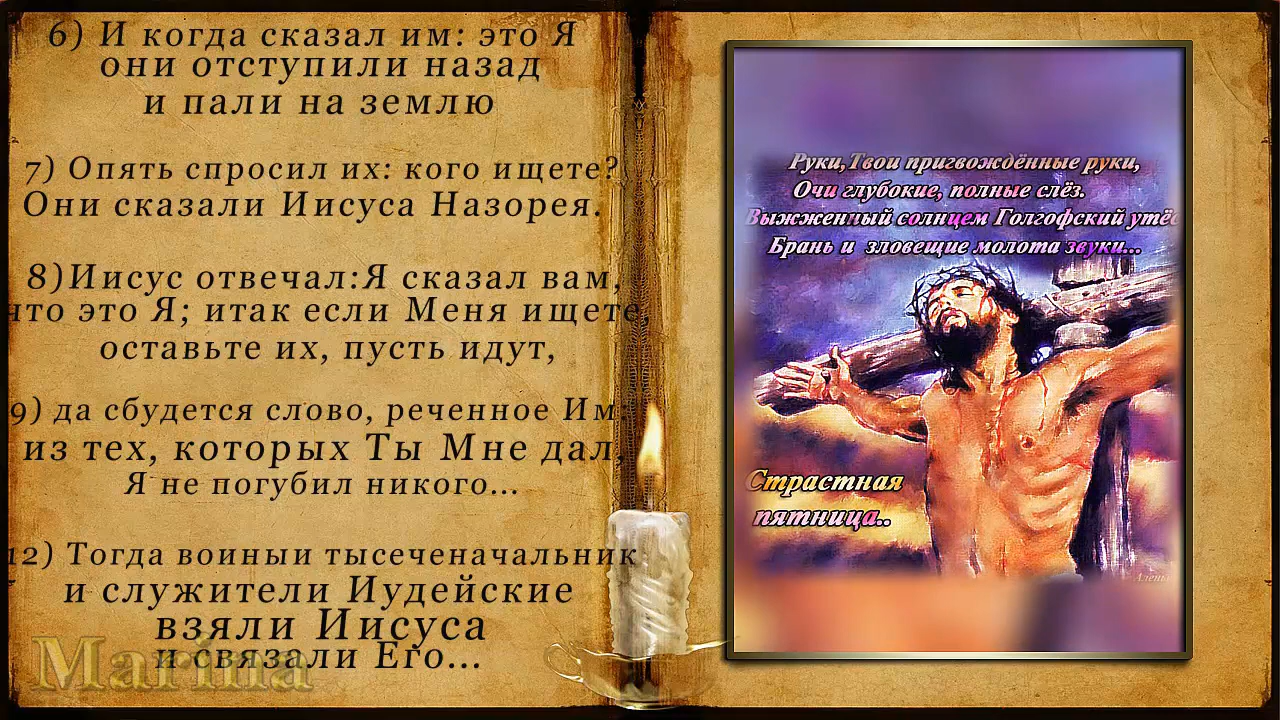 6) И когда сказал им: это Я
они отступили назад
и пали на землю
7) Опять спросил их: кого ищете?
Они сказали Иисуса Назорея.
8)Иисус отвечал:Я сказал вам,
что это Я; итак если Меня ищете,
оставьте их, пусть идут,
9) да сбудется слово, реченное Им:
из тех, которых Ты Мне дал,
Я не погубил никого...
12) Тогда воиныи тысеченачальник
и служители Иудейские
взяли Иисуса
и связали Его...
Marina
Руки,Твои пригвождённые руки,
Очи глубокие, полные слёз.
Выжженный солнцем Голгофский утёс
Брань и зловещие молота звуки...
Страстная
пятница..